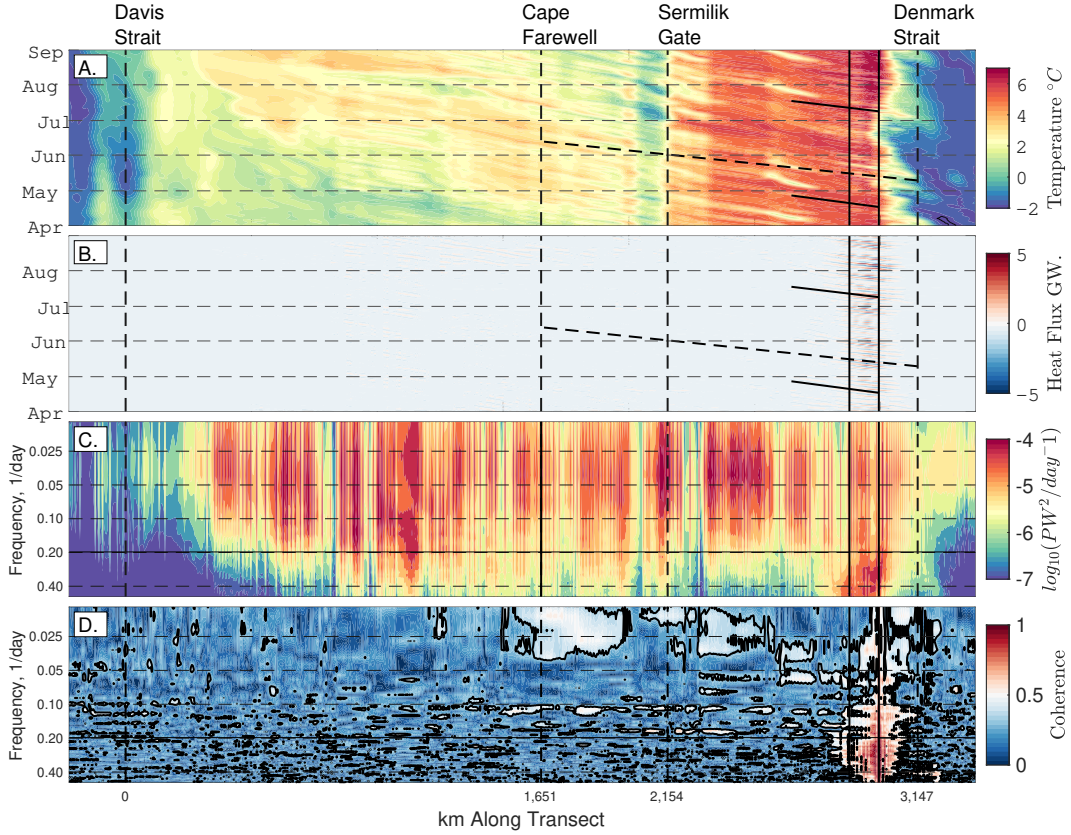 Davis Strait
Cape Farewell
Sermilik Gate
Denmark Strait
A.
Sep
Aug
Jul
Jun
May
Apr
6
4
2
0
−2
Temperature °C
B.
Aug
Jul
Jun
May
Apr
5
0
−5
Heat Flux GW.
C.
0.025
0.05
0.10
0.20
0.40
Frequency, 1/day
-4
-5
-6
-7
log10(PW²/day⁻¹)
D.
0.025
0.05
0.10
0.20
0.40
Frequency, 1/day
1
0.5
0
Coherence
0
1,651
2,154
3,147
km Along Transect